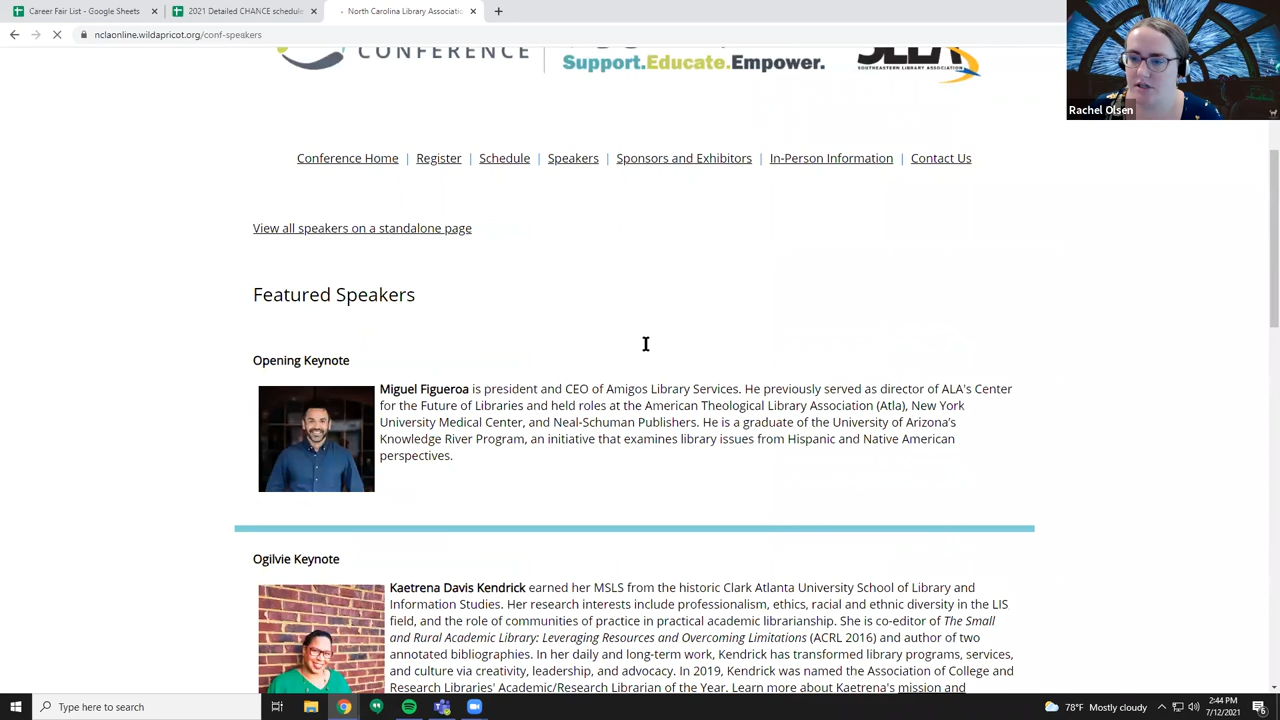 Career Fair List - Google Sheets
2021 Detailed CHANCE schedule
North Carolina Library Associatio
nclaonline.wildapricot.org/conf-speakers
Rachel Olsen
CONFERENCE
Support.Educate.Empower.
SOUTHEASTERN LIBRARY ASSOCIATION
Conference Home | Register | Schedule | Speakers | Sponsors and Exhibitors | In-Person Information | Contact Us
View all speakers on a standalone page
Featured Speakers
Opening Keynote
Miguel Figueroa is president and CEO of Amigos Library Services. He previously served as director of ALA's Center
for the Future of Libraries and held roles at the American Theological Library Association (Atla), New York
University Medical Center, and Neal-Schuman Publishers. He is a graduate of the University of Arizona's
Knowledge River Program, an initiative that examines library issues from Hispanic and Native American
perspectives.
Ogilvie Keynote
Kaetrena Davis Kendrick earned her MSLS from the historic Clark Atlanta University School of Library and
Information Studies. Her research interests include professionalism, ethics, racial and ethnic diversity in the LIS
field, and the role of communities of practice in practical academic librarianship. She is co-editor of The Small
and Rural Academic Library: Leveraging Resources and Overcoming Limitations (ACRL 2016) and author of two
annotated bibliographies. In her daily and long-term work, Kendrick has transformed library programs, services,
and culture via creativity, leadership, and advocacy. In 2019, Kendrick was named the Association of College and
Research Libraries' Academic/Research Librarian of the Year. Learn more about Kaetrena's mission and
Type here to search
78°F Mostly cloudy
2:44 PM
7/12/2021
6